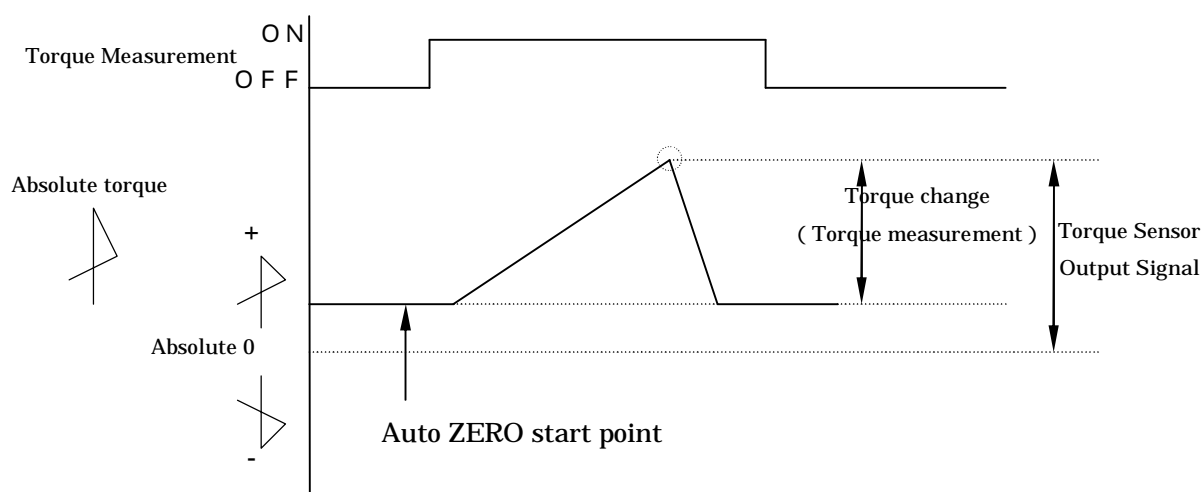 ON
Torque Measurement
OFF
Absolute torque
Torque change
( Torque measurement )
+
Torque Sensor
Output Signal
Absolute 0
Auto ZERO start point
-